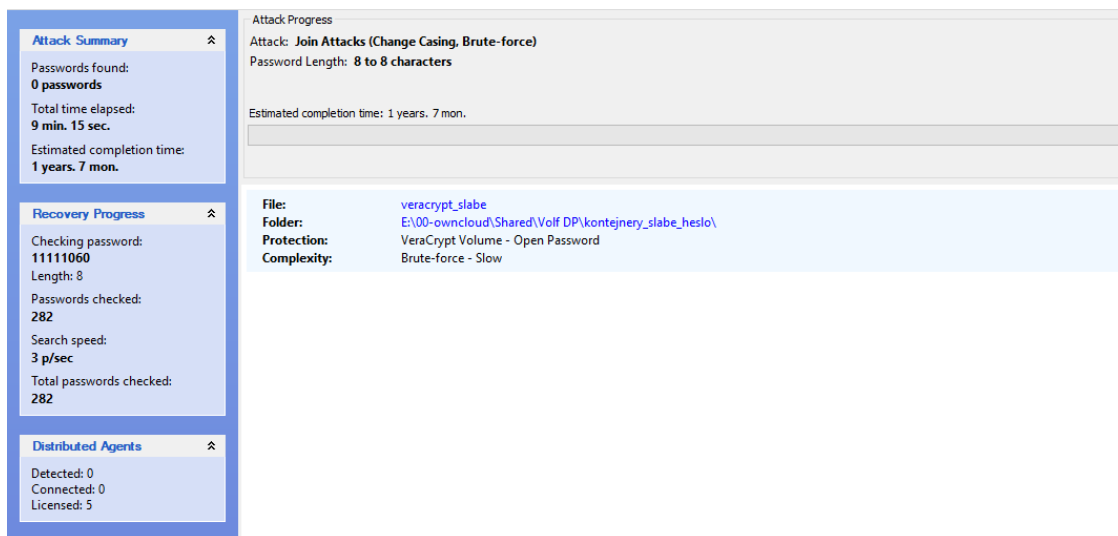 Attack Summary
Passwords found:
0 passwords
Total time elapsed:
9 min. 15 sec.
Estimated completion time:
1 years. 7 mon.
Recovery Progress
Checking password:
11111060
Length: 8
Passwords checked:
282
Search speed:
3 p/sec
Total passwords checked:
282
Distributed Agents
Detected: 0
Connected: 0
Licensed: 5
Attack Progress
Attack: Join Attacks (Change Casing, Brute-force)
Password Length: 8 to 8 characters
Estimated completion time: 1 years. 7 mon.
File: veracrypt_slabe
Folder: E:\00-owncloud\Shared\Volf DP\kontejnery_slabe_heslo\
Protection: VeraCrypt Volume - Open Password
Complexity: Brute-force - Slow